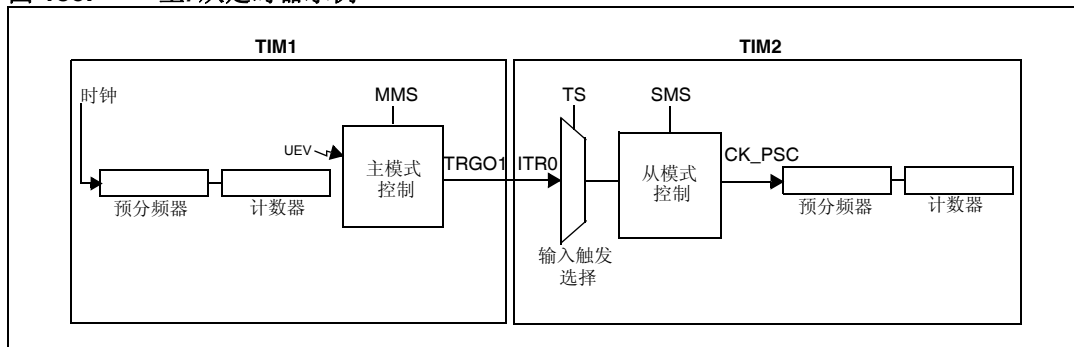 TIM1
TIM2
时钟
MMS
TS
SMS
UEV
主模式
控制
TRGO1
ITR0
从模式
控制
CK_PSC
预分频器
计数器
预分频器
计数器
输入触发
选择